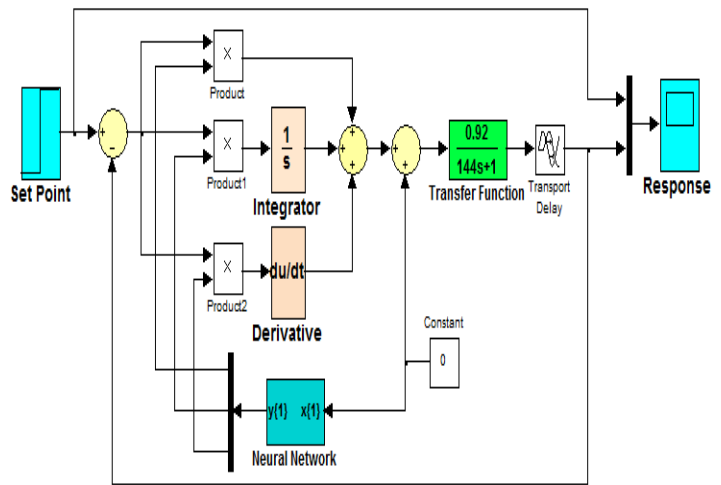 ×
Product
Set Point
+
−
×
Product1
1
s
Integrator
+
+
+
+
+
0.92
144s+1
Transfer Function
Transport
Delay
Response
×
Product2
du/dt
Derivative
Constant
0
y{1} x{1}
Neural Network